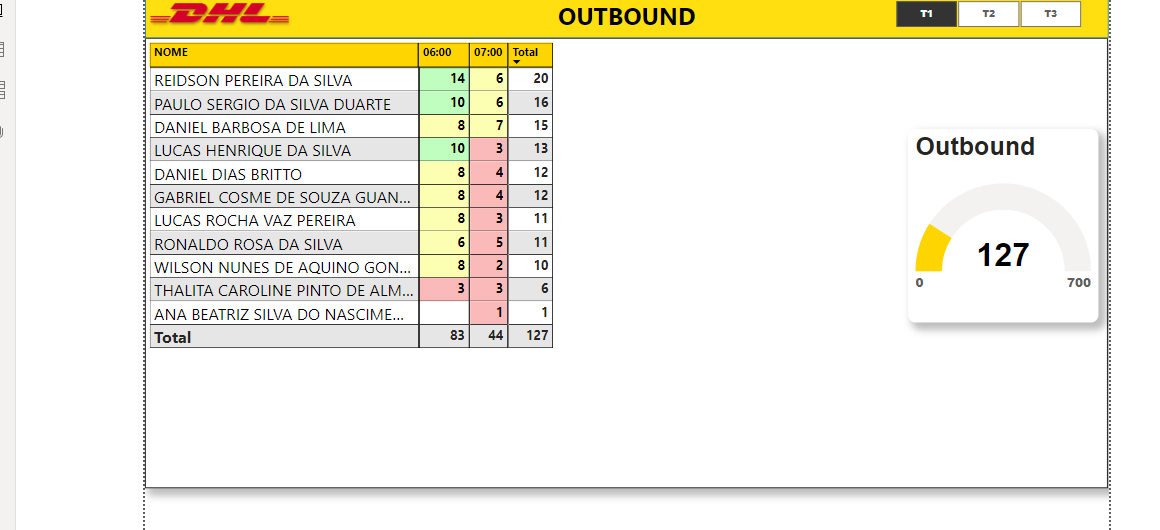 DHL
OUTBOUND
T1 T2 T3
NOME 06:00 07:00 Total
REIDSON PEREIRA DA SILVA 14 6 20
PAULO SERGIO DA SILVA DUARTE 10 6 16
DANIEL BARBOSA DE LIMA 8 7 15
LUCAS HENRIQUE DA SILVA 10 3 13
DANIEL DIAS BRITTO 8 4 12
GABRIEL COSME DE SOUZA GUAN... 8 4 12
LUCAS ROCHA VAZ PEREIRA 8 3 11
RONALDO ROSA DA SILVA 6 5 11
WILSON NUNES DE AQUINO GON... 8 2 10
THALITA CAROLINE PINTO DE ALM... 3 3 6
ANA BEATRIZ SILVA DO NASCIME... 1 1
Total 83 44 127
Outbound
127
0 700